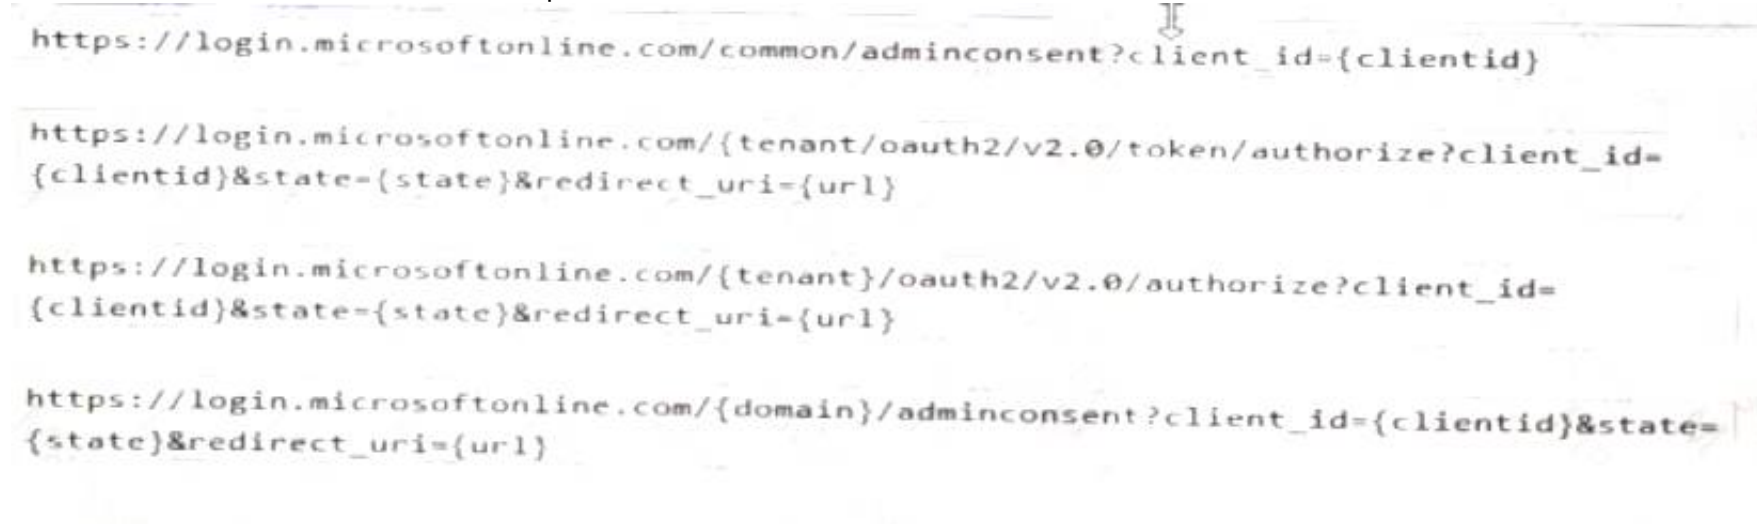 https://login.microsoftonline.com/common/adminconsent?client_id={clientid}
https://login.microsoftonline.com/{tenant/oauth2/v2.0/token/authorize?client_id=
{clientid}&state={state}&redirect_uri={url}
https://login.microsoftonline.com/{tenant}/oauth2/v2.0/authorize?client_id=
{clientid}&state={state}&redirect_uri={url}
https://login.microsoftonline.com/{domain}/adminconsent?client_id={clientid}&state=
{state}&redirect_uri={url}